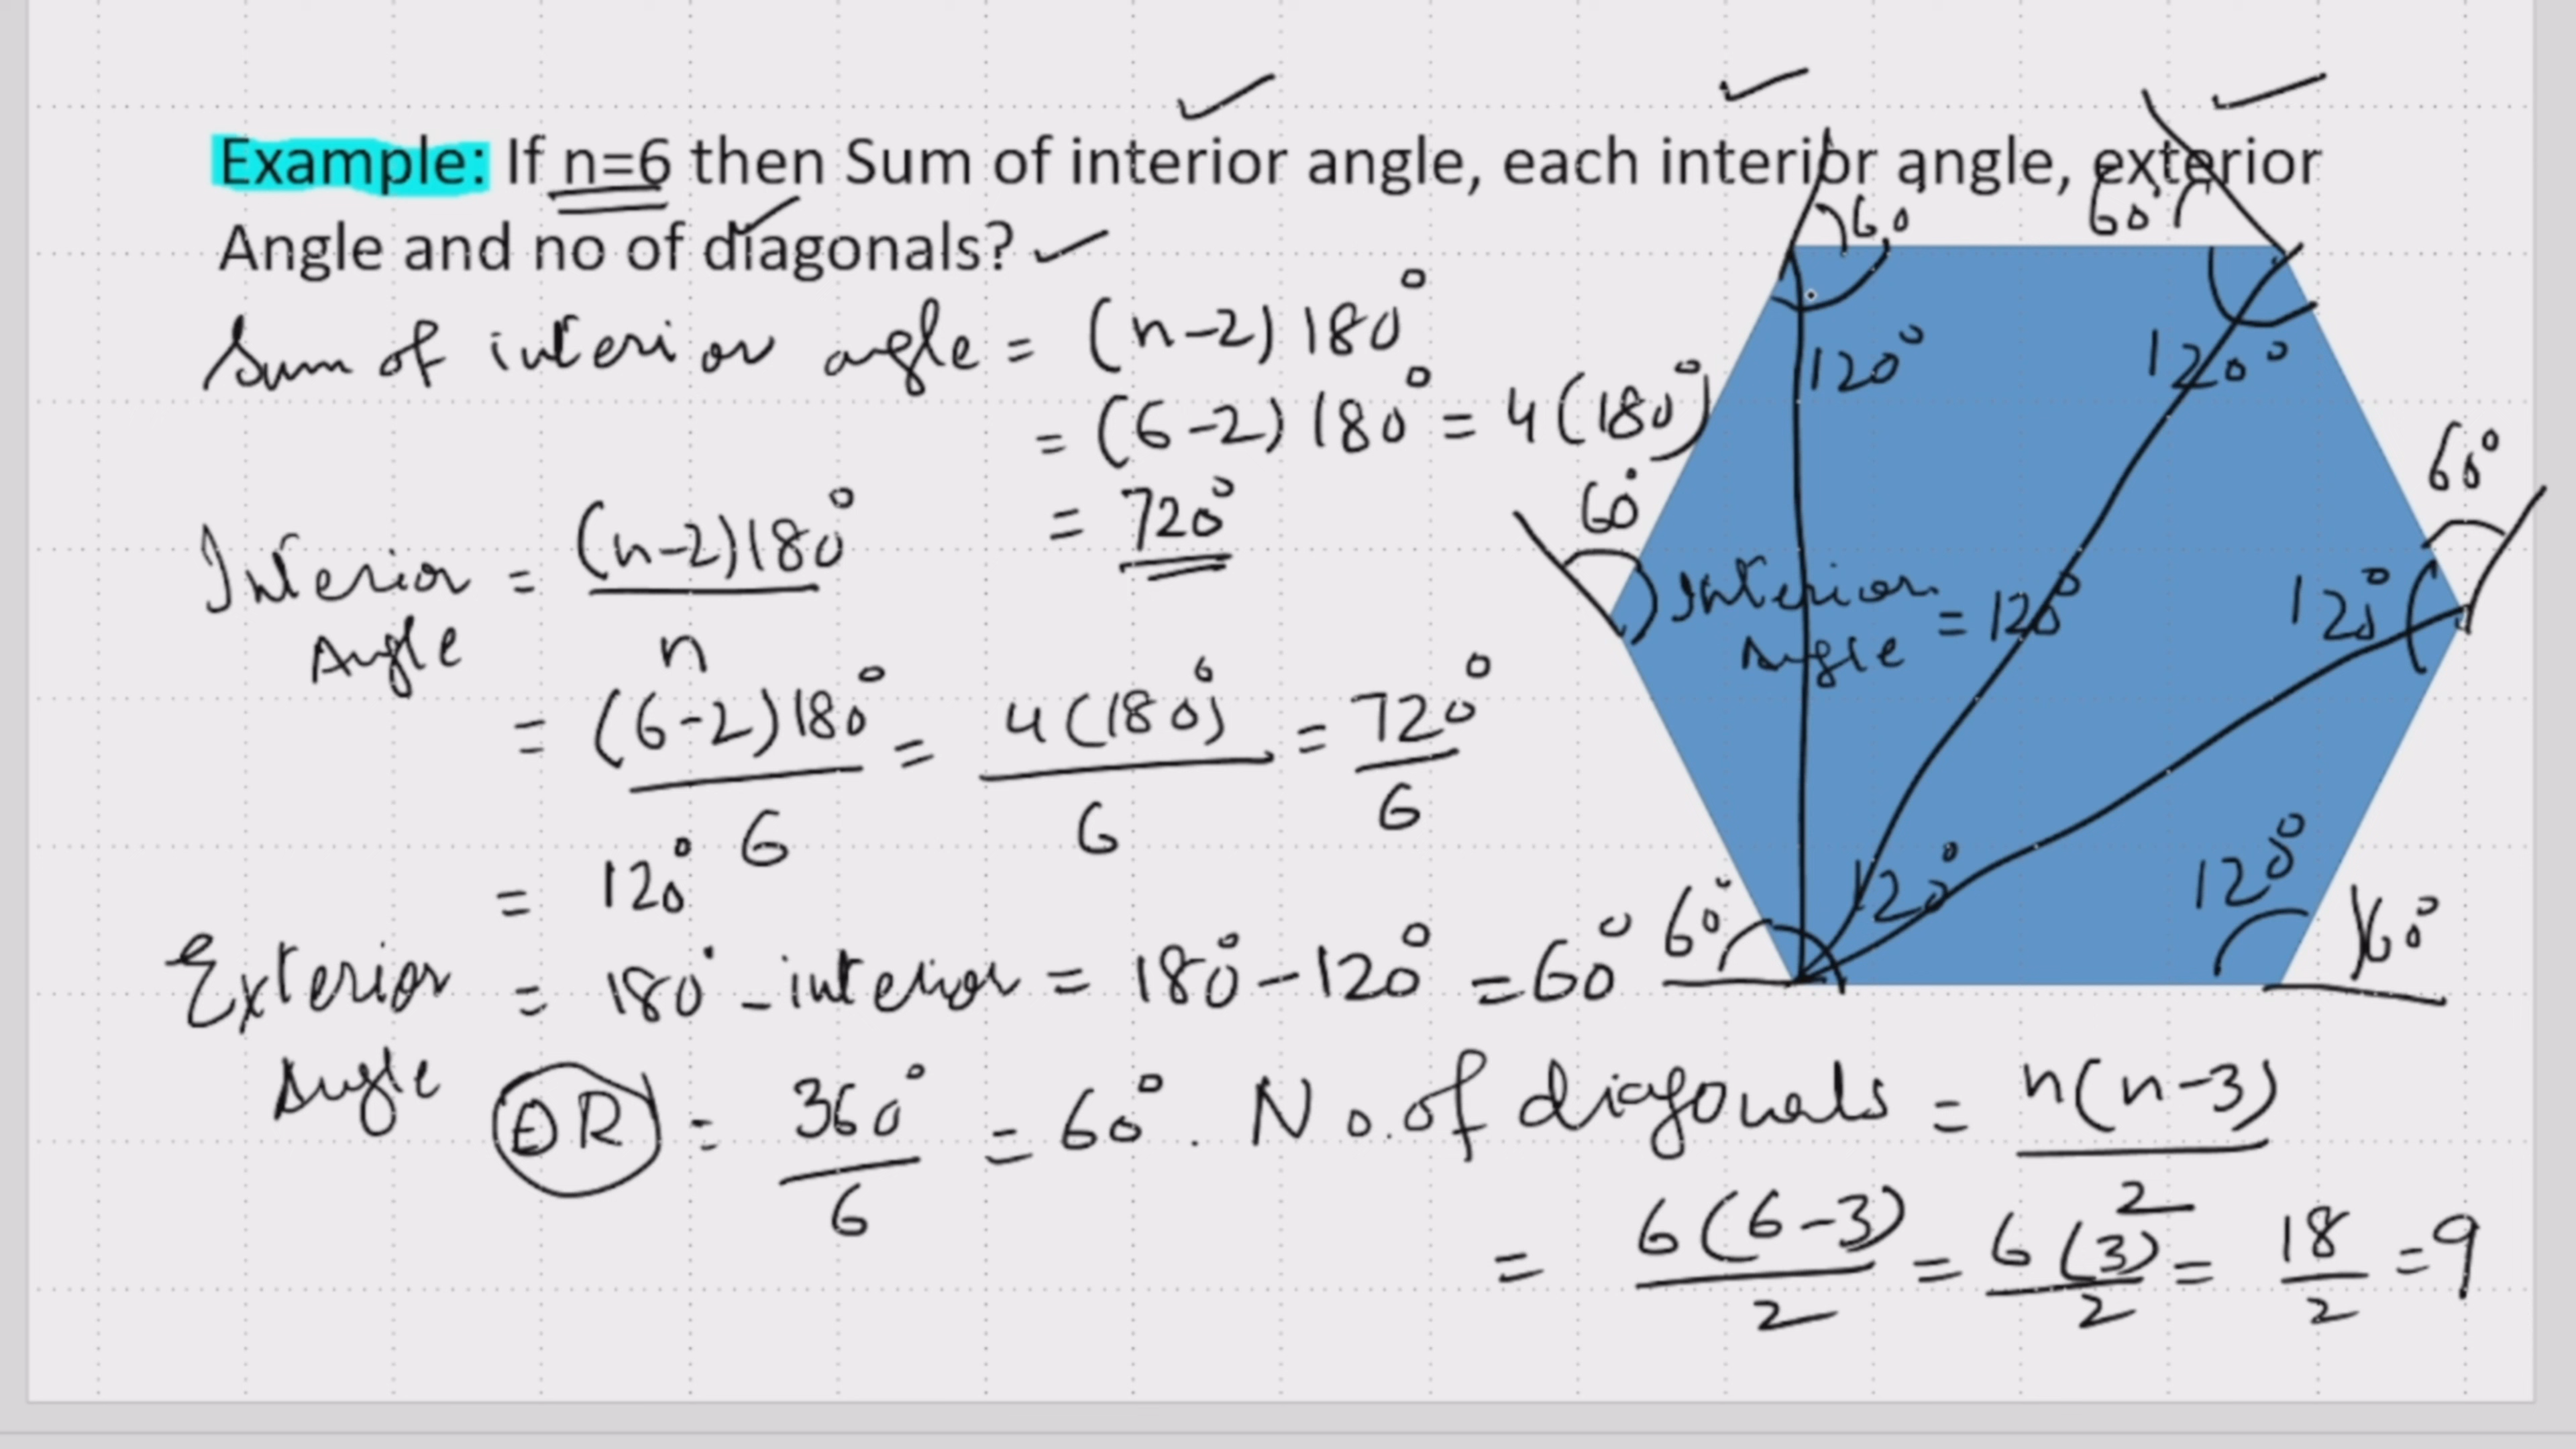 Example: If n=6 then Sum of interior angle, each interior angle, exterior
Angle and no of diagonals?
Sum of interior angle = (n-2) 180°
= (6-2) 180° = 4(180°)
= 720°
Interior Angle = (n-2)180° / n
= (6-2)180° / 6 = 4(180°) / 6 = 720° / 6
= 120°
Exterior Angle = 180° - interior = 180° - 120° = 60°
OR = 360° / 6 = 60°.
No. of diagonals = n(n-3) / 2
= 6(6-3) / 2 = 6(3) / 2 = 18 / 2 = 9
60°
60°
120°
120°
60°
60°
Interior Angle = 120°
120°
60°
120°
120°
60°